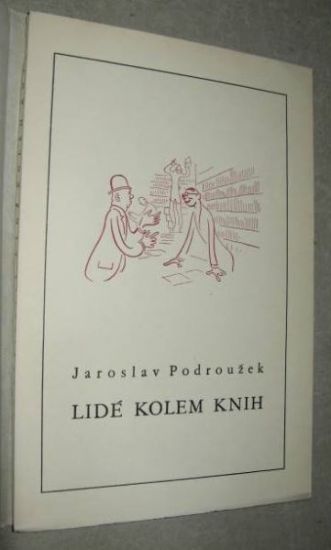 Jaroslav Podroužek
LIDÉ KOLEM KNIH